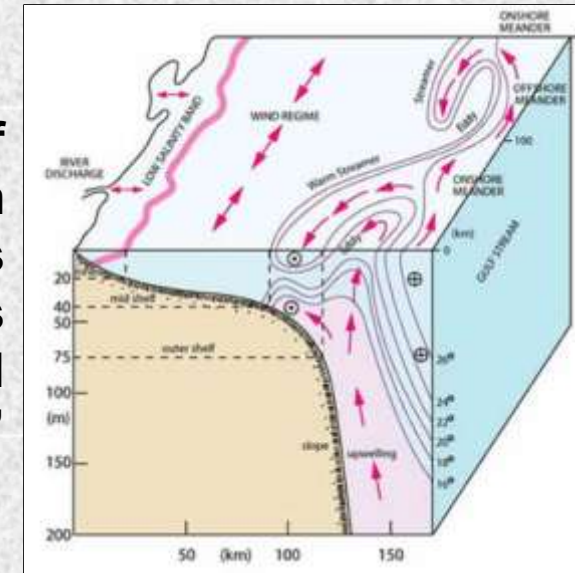 ONSHORE
MEANDER
OFFSHORE
MEANDER
Streamer
Eddy
100
WIND REGIME
LOW SALINITY BAND
RIVER
DISCHARGE
Warm Streamer
ONSHORE
MEANDER
(km)
0
GULF STREAM
Eddy
20
mid shelf
40
50
outer shelf
75
100
(m)
150
200
slope
upwelling
26°
24°
22°
20°
18°
16°
50 (km) 100 150